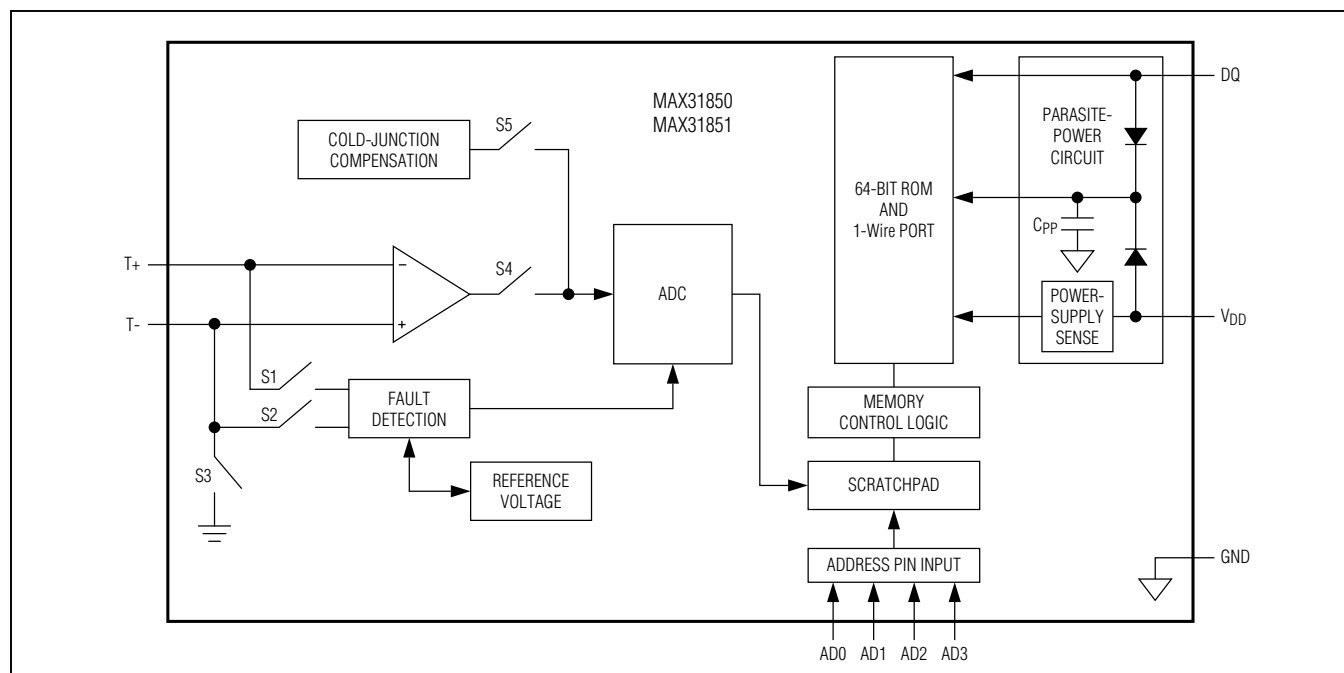 MAX31850
MAX31851
COLD-JUNCTION
COMPENSATION
S5
T+
T-
−
+
S4
ADC
S1
S2
S3
FAULT
DETECTION
REFERENCE
VOLTAGE
64-BIT ROM
AND
1-Wire PORT
MEMORY
CONTROL LOGIC
SCRATCHPAD
ADDRESS PIN INPUT
AD0 AD1 AD2 AD3
PARASITE-
POWER
CIRCUIT
CPP
POWER-
SUPPLY
SENSE
DQ
VDD
GND